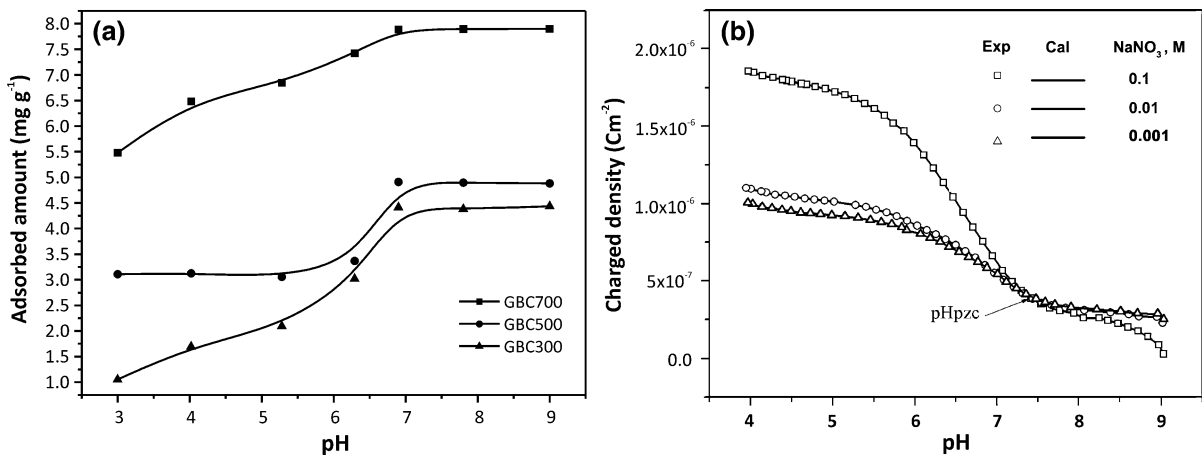 (a)
Adsorbed amount (mg g⁻¹)
8.0
7.5
7.0
6.5
6.0
5.5
5.0
4.5
4.0
3.5
3.0
2.5
2.0
1.5
1.0
GBC700
GBC500
GBC300
3 4 5 6 7 8 9
pH
(b)
Charged density (Cm⁻²)
2.0x10⁻⁶
1.5x10⁻⁶
1.0x10⁻⁶
5x10⁻⁷
0.0
Exp Cal NaNO₃, M
0.1
0.01
0.001
pHpzc
4 5 6 7 8 9
pH